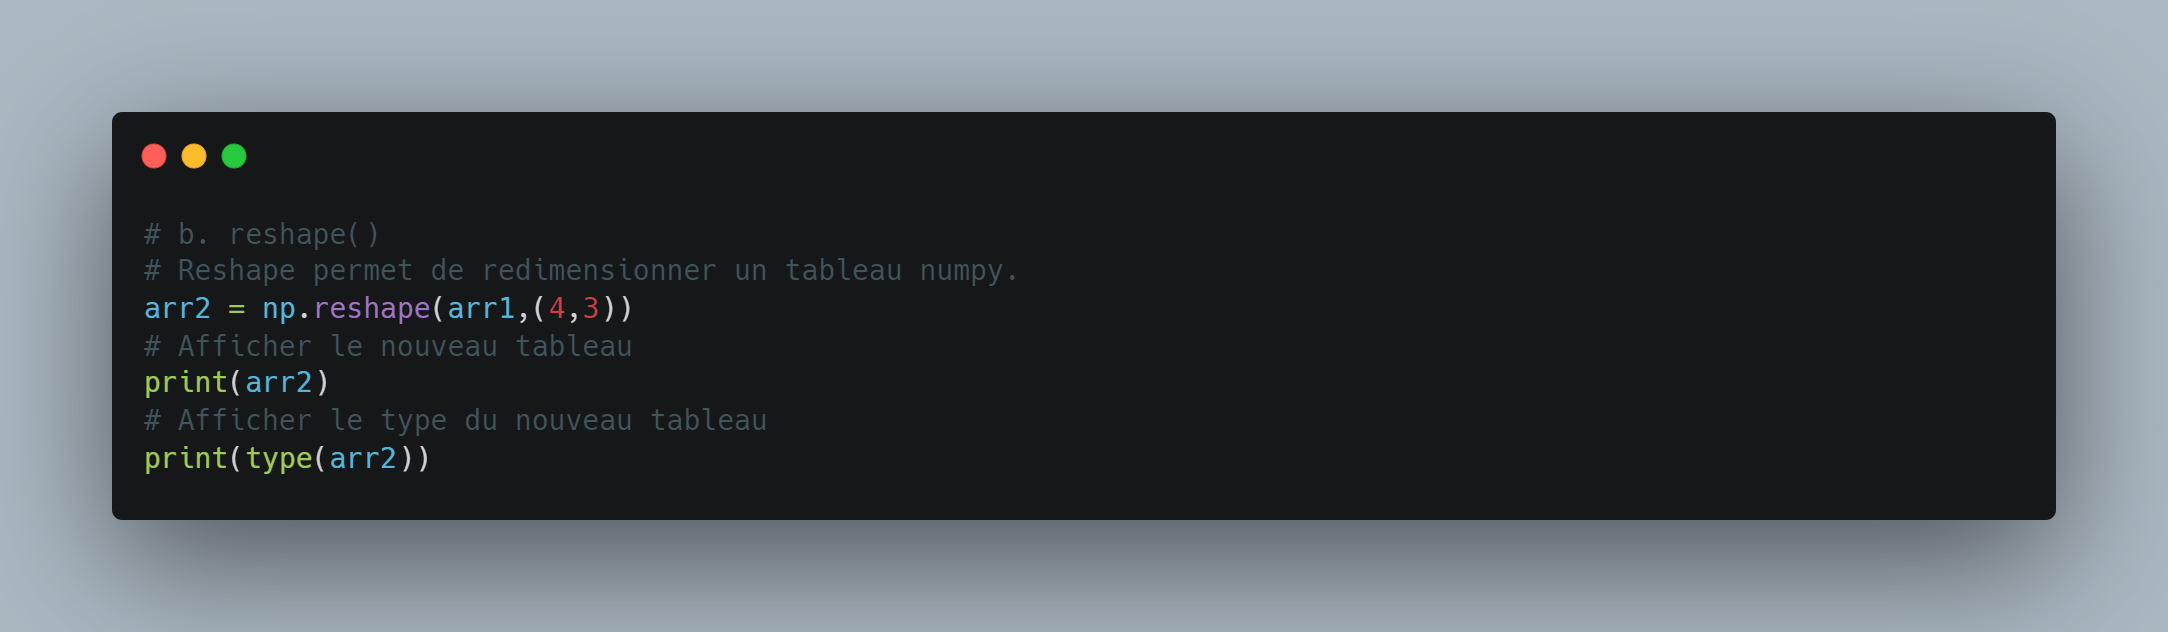 # b. reshape()
# Reshape permet de redimensionner un tableau numpy.
arr2 = np.reshape(arr1,(4,3))
# Afficher le nouveau tableau
print(arr2)
# Afficher le type du nouveau tableau
print(type(arr2))